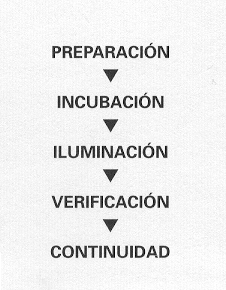 PREPARACIÓN
INCUBACIÓN
ILUMINACIÓN
VERIFICACIÓN
CONTINUIDAD